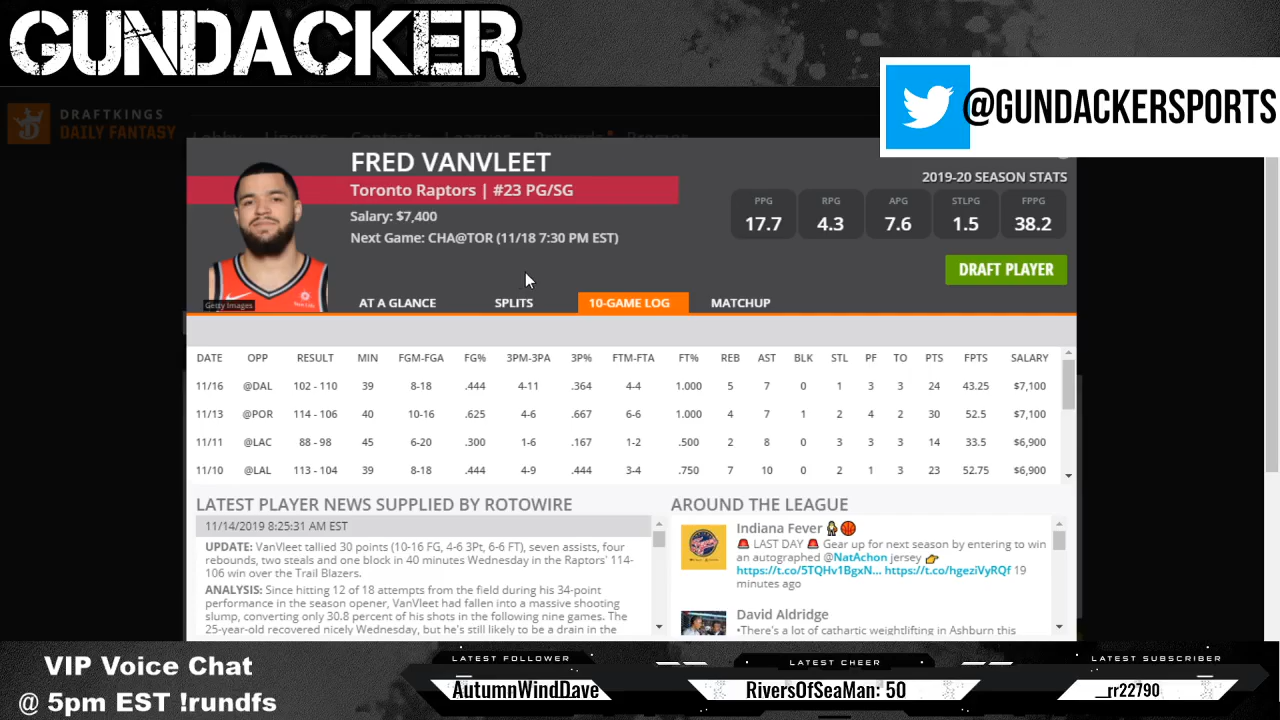 GUNDACKER
@GUNDACKERSPORTS
DRAFTKINGS
DAILY FANTASY
Lobby Lineups Contests Leagues Rewards
FRED VANVLEET
Toronto Raptors | #23 PG/SG
Salary: $7,400
Next Game: CHA@TOR (11/18 7:30 PM EST)
Getty Images
2019-20 SEASON STATS
PPG RPG APG STLPG FPPG
17.7 4.3 7.6 1.5 38.2
DRAFT PLAYER
AT A GLANCE SPLITS 10-GAME LOG MATCHUP
DATE OPP RESULT MIN FGM-FGA FG% 3PM-3PA 3P% FTM-FTA FT% REB AST BLK STL PF TO PTS FPTS SALARY
11/16 @DAL 102 - 110 39 8-18 .444 4-11 .364 4-4 1.000 5 7 0 1 3 3 24 43.25 $7,100
11/13 @POR 114 - 106 40 10-16 .625 4-6 .667 6-6 1.000 4 7 1 2 4 2 30 52.5 $7,100
11/11 @LAC 88 - 98 45 6-20 .300 1-6 .167 1-2 .500 2 8 0 3 3 3 14 33.5 $6,900
11/10 @LAL 113 - 104 39 8-18 .444 4-9 .444 3-4 .750 7 10 0 2 1 3 23 52.75 $6,900
LATEST PLAYER NEWS SUPPLIED BY ROTOWIRE
11/14/2019 8:25:31 AM EST
UPDATE: VanVleet tallied 30 points (10-16 FG, 4-6 3Pt, 6-6 FT), seven assists, four
rebounds, two steals and one block in 40 minutes Wednesday in the Raptors' 114-
106 win over the Trail Blazers.
ANALYSIS: Since hitting 12 of 18 attempts from the field during his 34-point
performance in the season opener, VanVleet had fallen into a massive shooting
slump, converting only 30.8 percent of his shots in the following nine games. The
25-year-old recovered nicely Wednesday, but he's still likely to be a drain in the
AROUND THE LEAGUE
Indiana Fever
🚨 LAST DAY 🚨 Gear up for next season by entering to win
an autographed @NatAchon jersey 👉
https://t.co/5TQHv1BgxN... https://t.co/hgeziVyRQf 19
minutes ago
David Aldridge
•There's a lot of cathartic weightlifting in Ashburn this
VIP Voice Chat
@ 5pm EST !rundfs
LATEST FOLLOWER
AutumnWindDave
LATEST CHEER
RiversOfSeaMan: 50
LATEST SUBSCRIBER
__rr22790